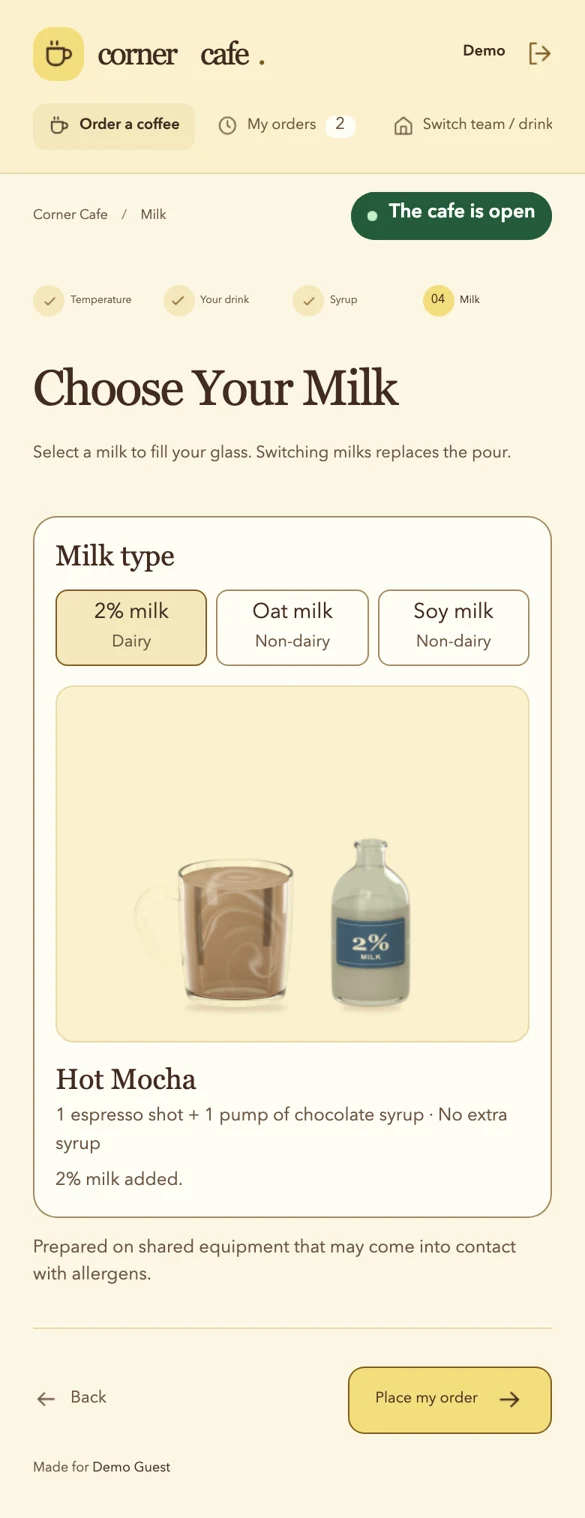 corner cafe .
Demo
Order a coffee
My orders 2
Switch team / drink
Corner Cafe / Milk
The cafe is open
Temperature
Your drink
Syrup
04 Milk
Choose Your Milk
Select a milk to fill your glass. Switching milks replaces the pour.
Milk type
2% milk
Dairy
Oat milk
Non-dairy
Soy milk
Non-dairy
2%
MILK
Hot Mocha
1 espresso shot + 1 pump of chocolate syrup · No extra
syrup
2% milk added.
Prepared on shared equipment that may come into contact
with allergens.
Back
Place my order
Made for Demo Guest